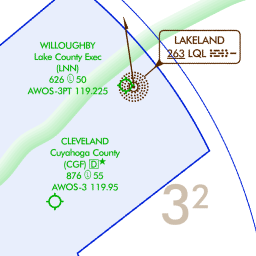 WILLOUGHBY
Lake County Exec
(LNN)
626 Ⓛ 50
AWOS-3PT 119.225
LAKELAND
263 LQL
CLEVELAND
Cuyahoga County
(CGF) D★
876 Ⓛ 55
AWOS-3 119.95
3²